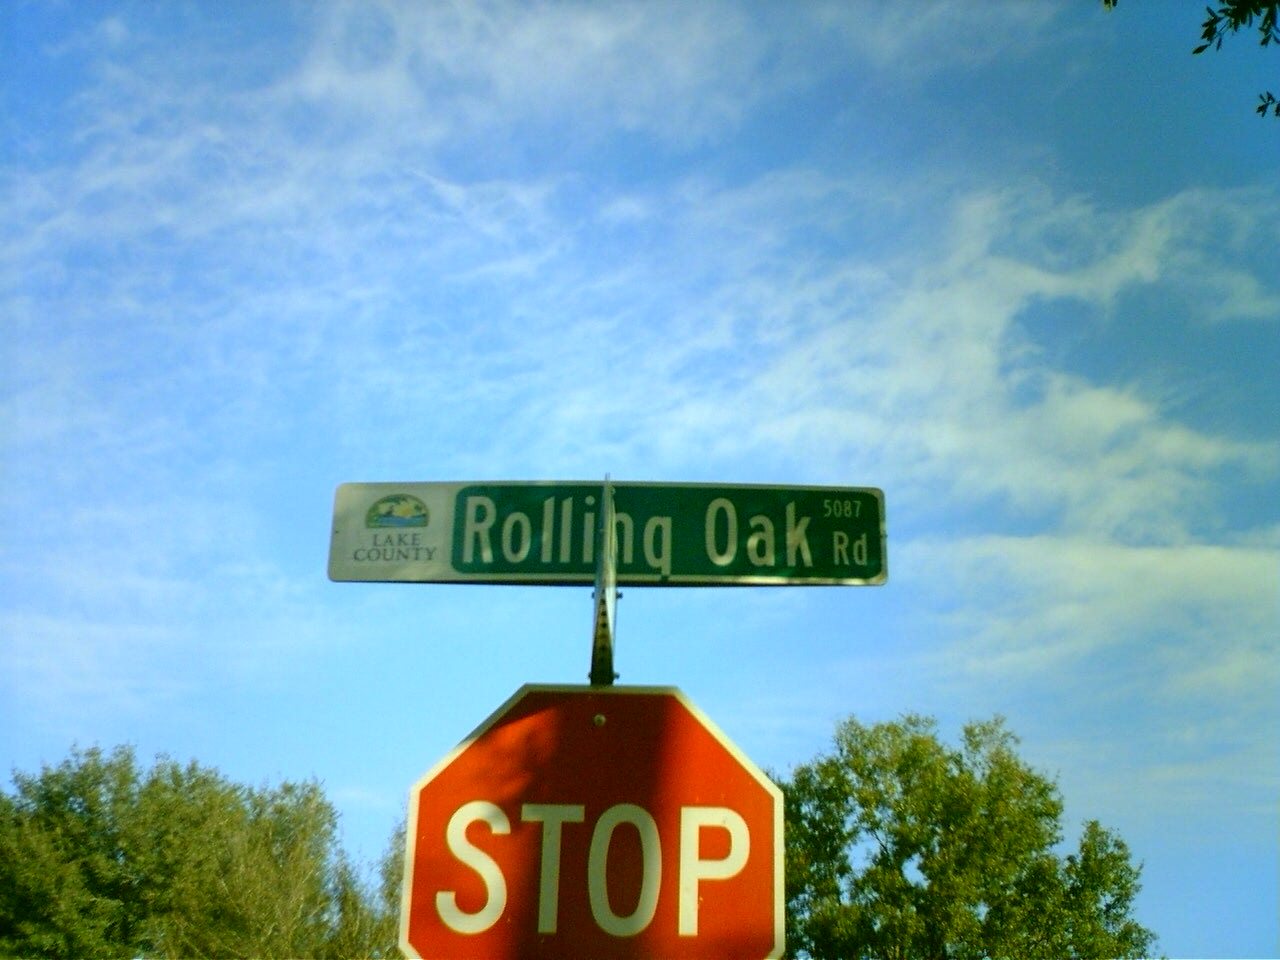 LAKE
COUNTY
Rolling Oak
5087
Rd
STOP